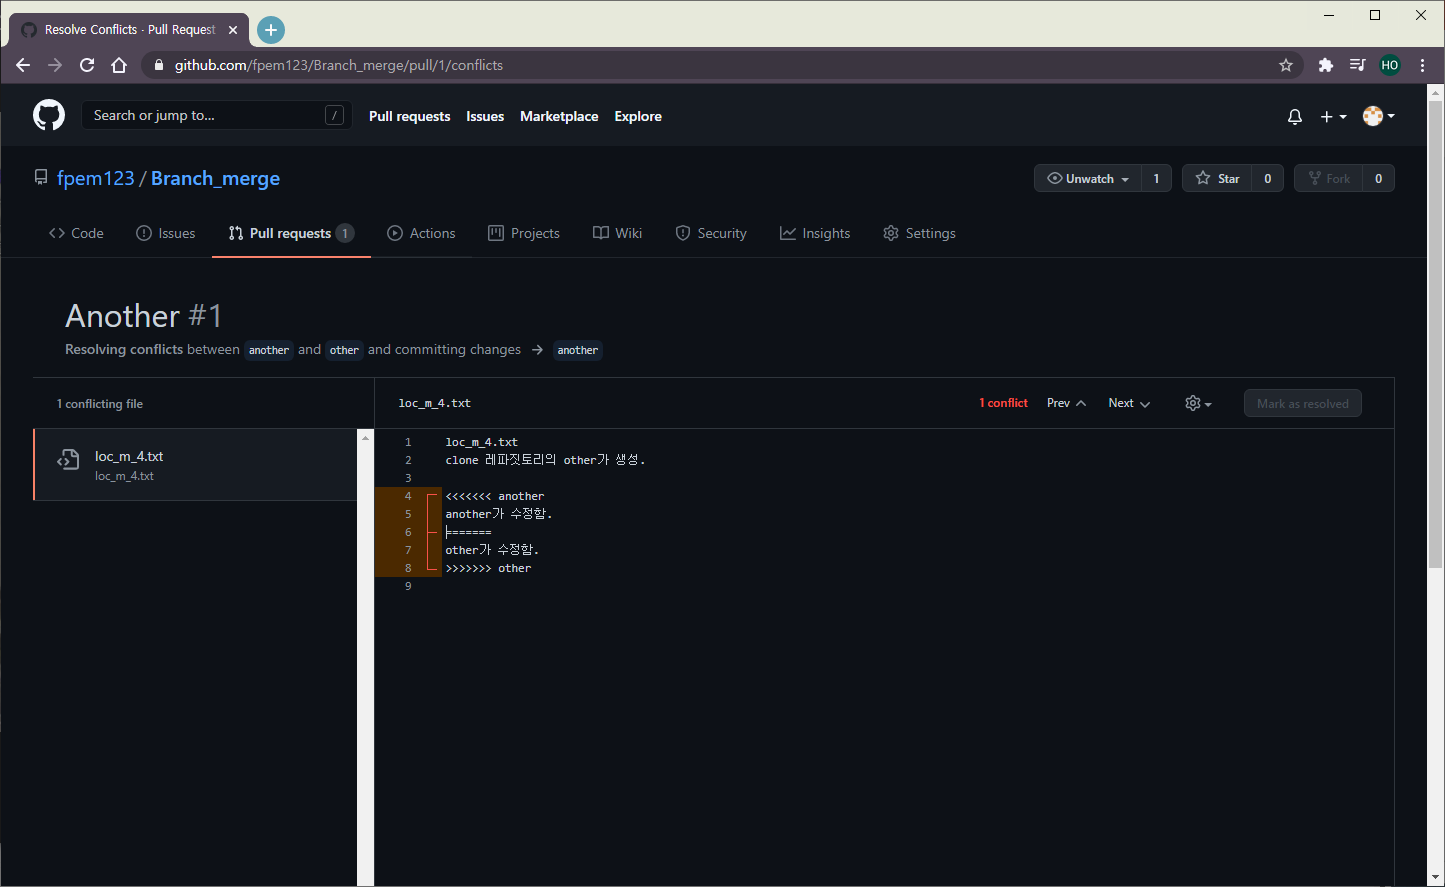 Resolve Conflicts · Pull Request
github.com/fpem123/Branch_merge/pull/1/conflicts
HO
Search or jump to...
/
Pull requests Issues Marketplace Explore
fpem123 / Branch_merge
Unwatch 1 Star 0 Fork 0
Code Issues Pull requests 1 Actions Projects Wiki Security Insights Settings
Another #1
Resolving conflicts between another and other and committing changes → another
1 conflicting file
loc_m_4.txt
loc_m_4.txt
loc_m_4.txt 1 conflict Prev Next Mark as resolved
1 loc_m_4.txt
2 clone 레파짓토리의 other가 생성.
3
4 <<<<<<< another
5 another가 수정함.
6 =======
7 other가 수정함.
8 >>>>>>> other
9